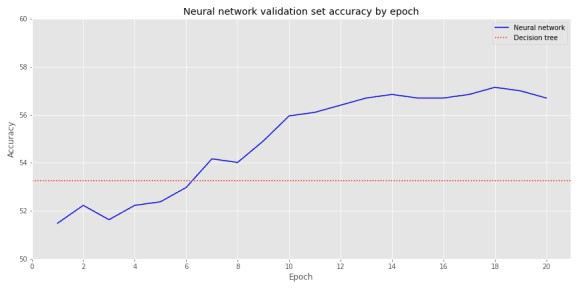 Neural network validation set accuracy by epoch
Neural network
Decision tree
Accuracy
60
58
56
54
52
50
0 2 4 6 8 10 12 14 16 18 20
Epoch